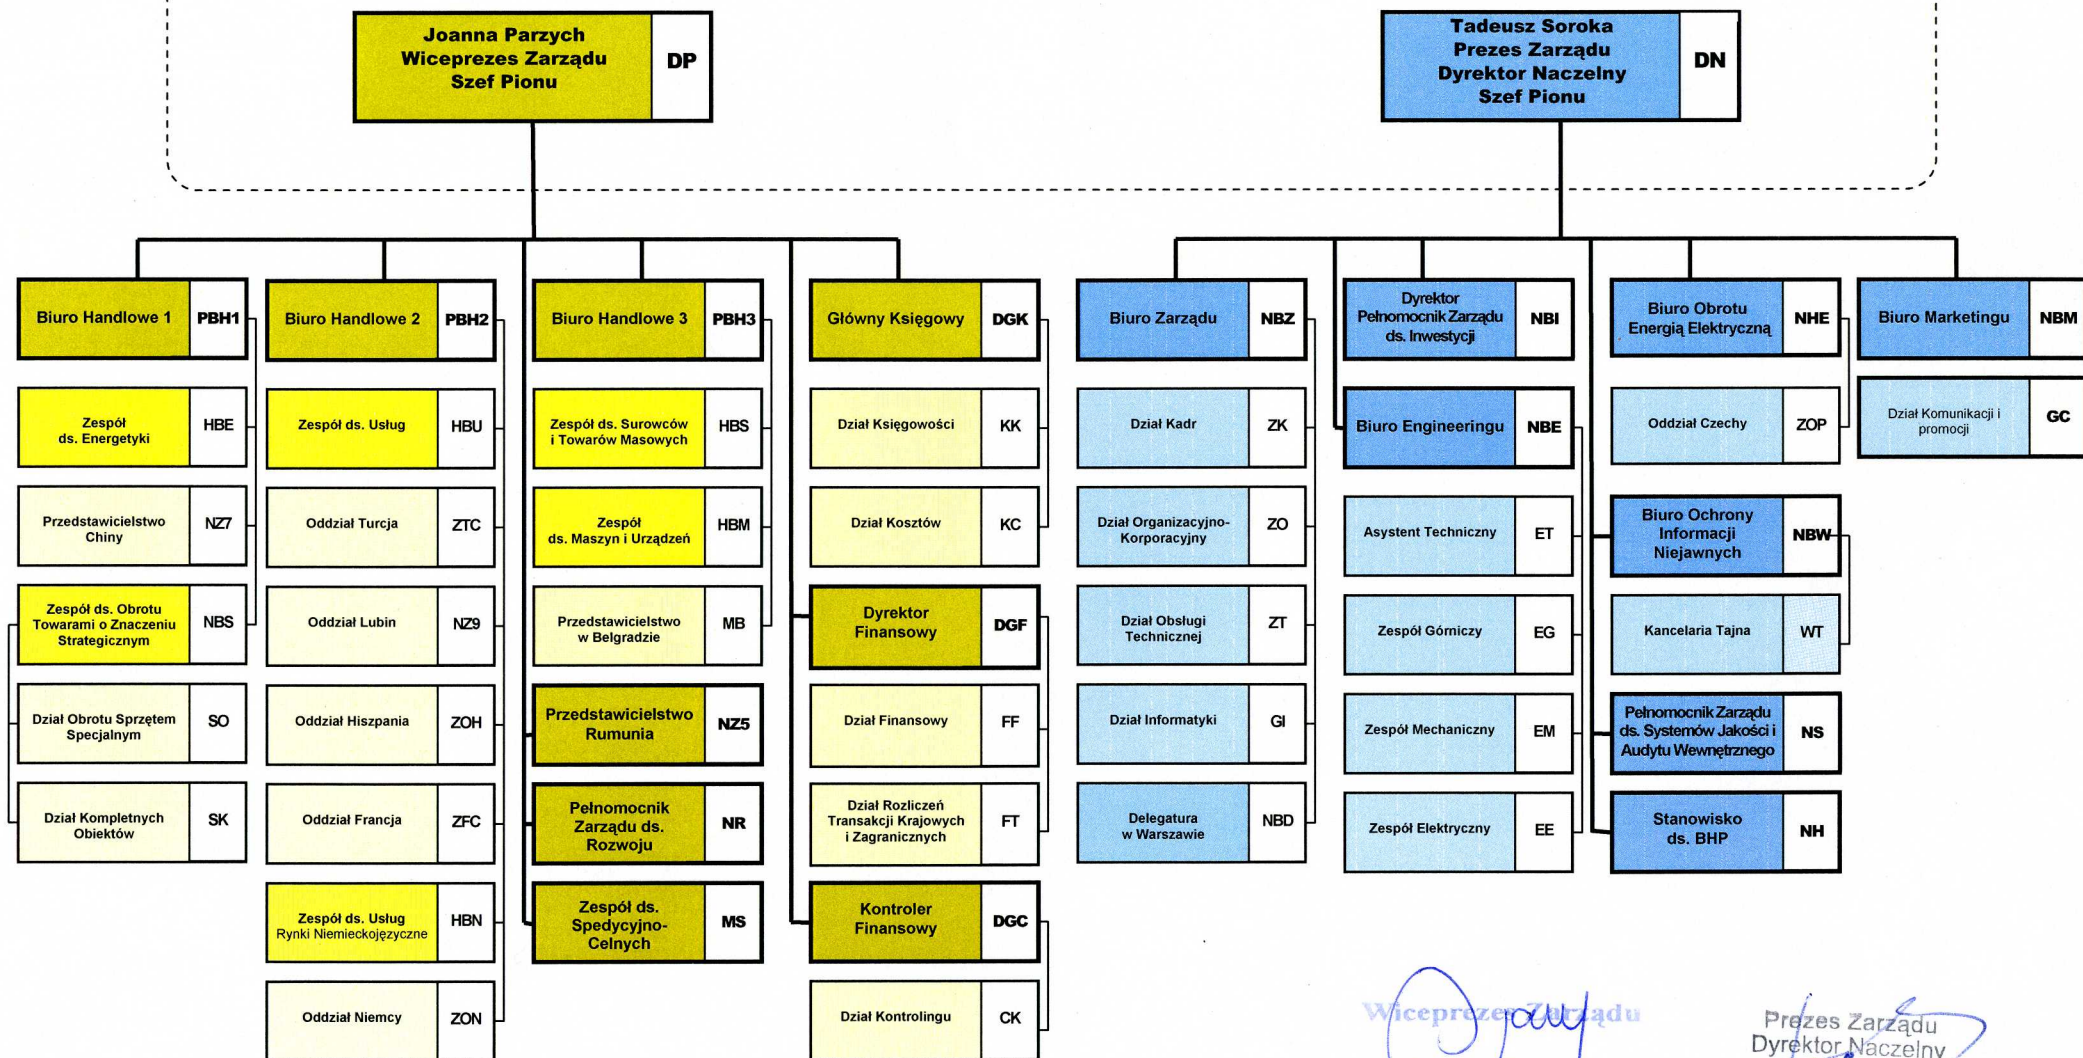 Joanna Parzych
Wiceprezes Zarządu
Szef Pionu
DP
Tadeusz Soroka
Prezes Zarządu
Dyrektor Naczelny
Szef Pionu
DN
Biuro Handlowe 1
PBH1
Zespół
ds. Energetyki
HBE
Przedstawicielstwo
Chiny
NZ7
Zespół ds. Obrotu
Towarami o Znaczeniu
Strategicznym
NBS
Dział Obrotu Sprzętem
Specjalnym
SO
Dział Kompletnych
Obiektów
SK
Biuro Handlowe 2
PBH2
Zespół ds. Usług
HBU
Oddział Turcja
ZTC
Oddział Lubin
NZ9
Oddział Hiszpania
ZOH
Oddział Francja
ZFC
Zespół ds. Usług
Rynki Niemieckojęzyczne
HBN
Oddział Niemcy
ZON
Biuro Handlowe 3
PBH3
Zespół ds. Surowców
i Towarów Masowych
HBS
Zespół
ds. Maszyn i Urządzeń
HBM
Przedstawicielstwo
w Belgradzie
MB
Przedstawicielstwo
Rumunia
NZ5
Pełnomocnik
Zarządu ds.
Rozwoju
NR
Zespół ds.
Spedycyjno-
Celnych
MS
Główny Księgowy
DGK
Dział Księgowości
KK
Dział Kosztów
KC
Dyrektor
Finansowy
DGF
Dział Finansowy
FF
Dział Rozliczeń
Transakcji Krajowych
i Zagranicznych
FT
Kontroler
Finansowy
DGC
Dział Kontrolingu
CK
Biuro Zarządu
NBZ
Dział Kadr
ZK
Dział Organizacyjno-
Korporacyjny
ZO
Dział Obsługi
Technicznej
ZT
Dział Informatyki
GI
Delegatura
w Warszawie
NBD
Dyrektor
Pełnomocnik Zarządu
ds. Inwestycji
NBI
Biuro Engineeringu
NBE
Asystent Techniczny
ET
Zespół Górniczy
EG
Zespół Mechaniczny
EM
Zespół Elektryczny
EE
Biuro Obrotu
Energią Elektryczną
NHE
Oddział Czechy
ZOP
Biuro Ochrony
Informacji
Niejawnych
NBW
Kancelaria Tajna
WT
Pełnomocnik Zarządu
ds. Systemów Jakości i
Audytu Wewnętrznego
NS
Stanowisko
ds. BHP
NH
Biuro Marketingu
NBM
Dział Komunikacji i
promocji
GC
Wiceprezes Zarządu
Prezes Zarządu
Dyrektor Naczelny